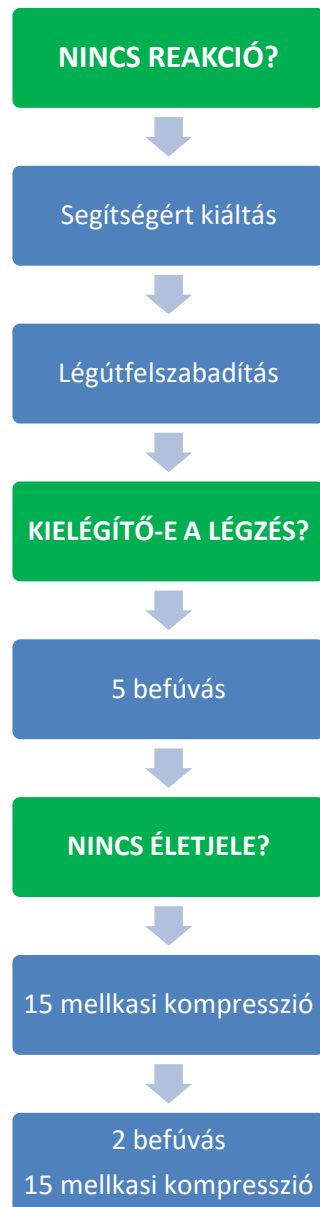 NINCS REAKCIÓ?
Segítségért kiáltás
Légútfelszabadítás
KIELÉGÍTŐ-E A LÉGZÉS?
5 befúvás
NINCS ÉLETJELE?
15 mellkasi kompresszió
2 befúvás
15 mellkasi kompresszió